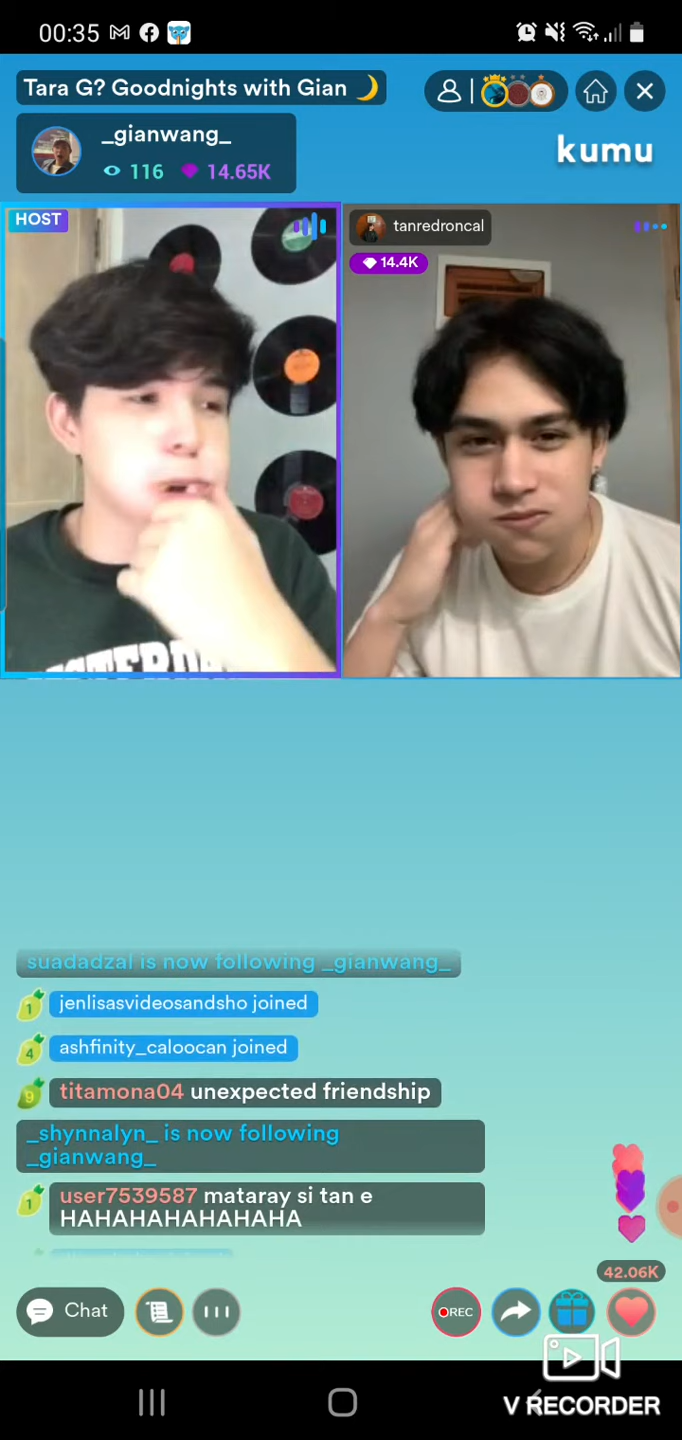 00:35
Tara G? Goodnights with Gian
_gianwang_
116 14.65K
kumu
HOST
tanredroncal
14.4K
suadadzal is now following _gianwang_
1 jenlisasvideosandsho joined
4 ashfinity_caloocan joined
9 titamona04 unexpected friendship
_shynnalyn_ is now following
_gianwang_
1 user7539587 mataray si tan e
HAHAHAHAHAHAHA
42.06K
Chat
REC
V RECORDER